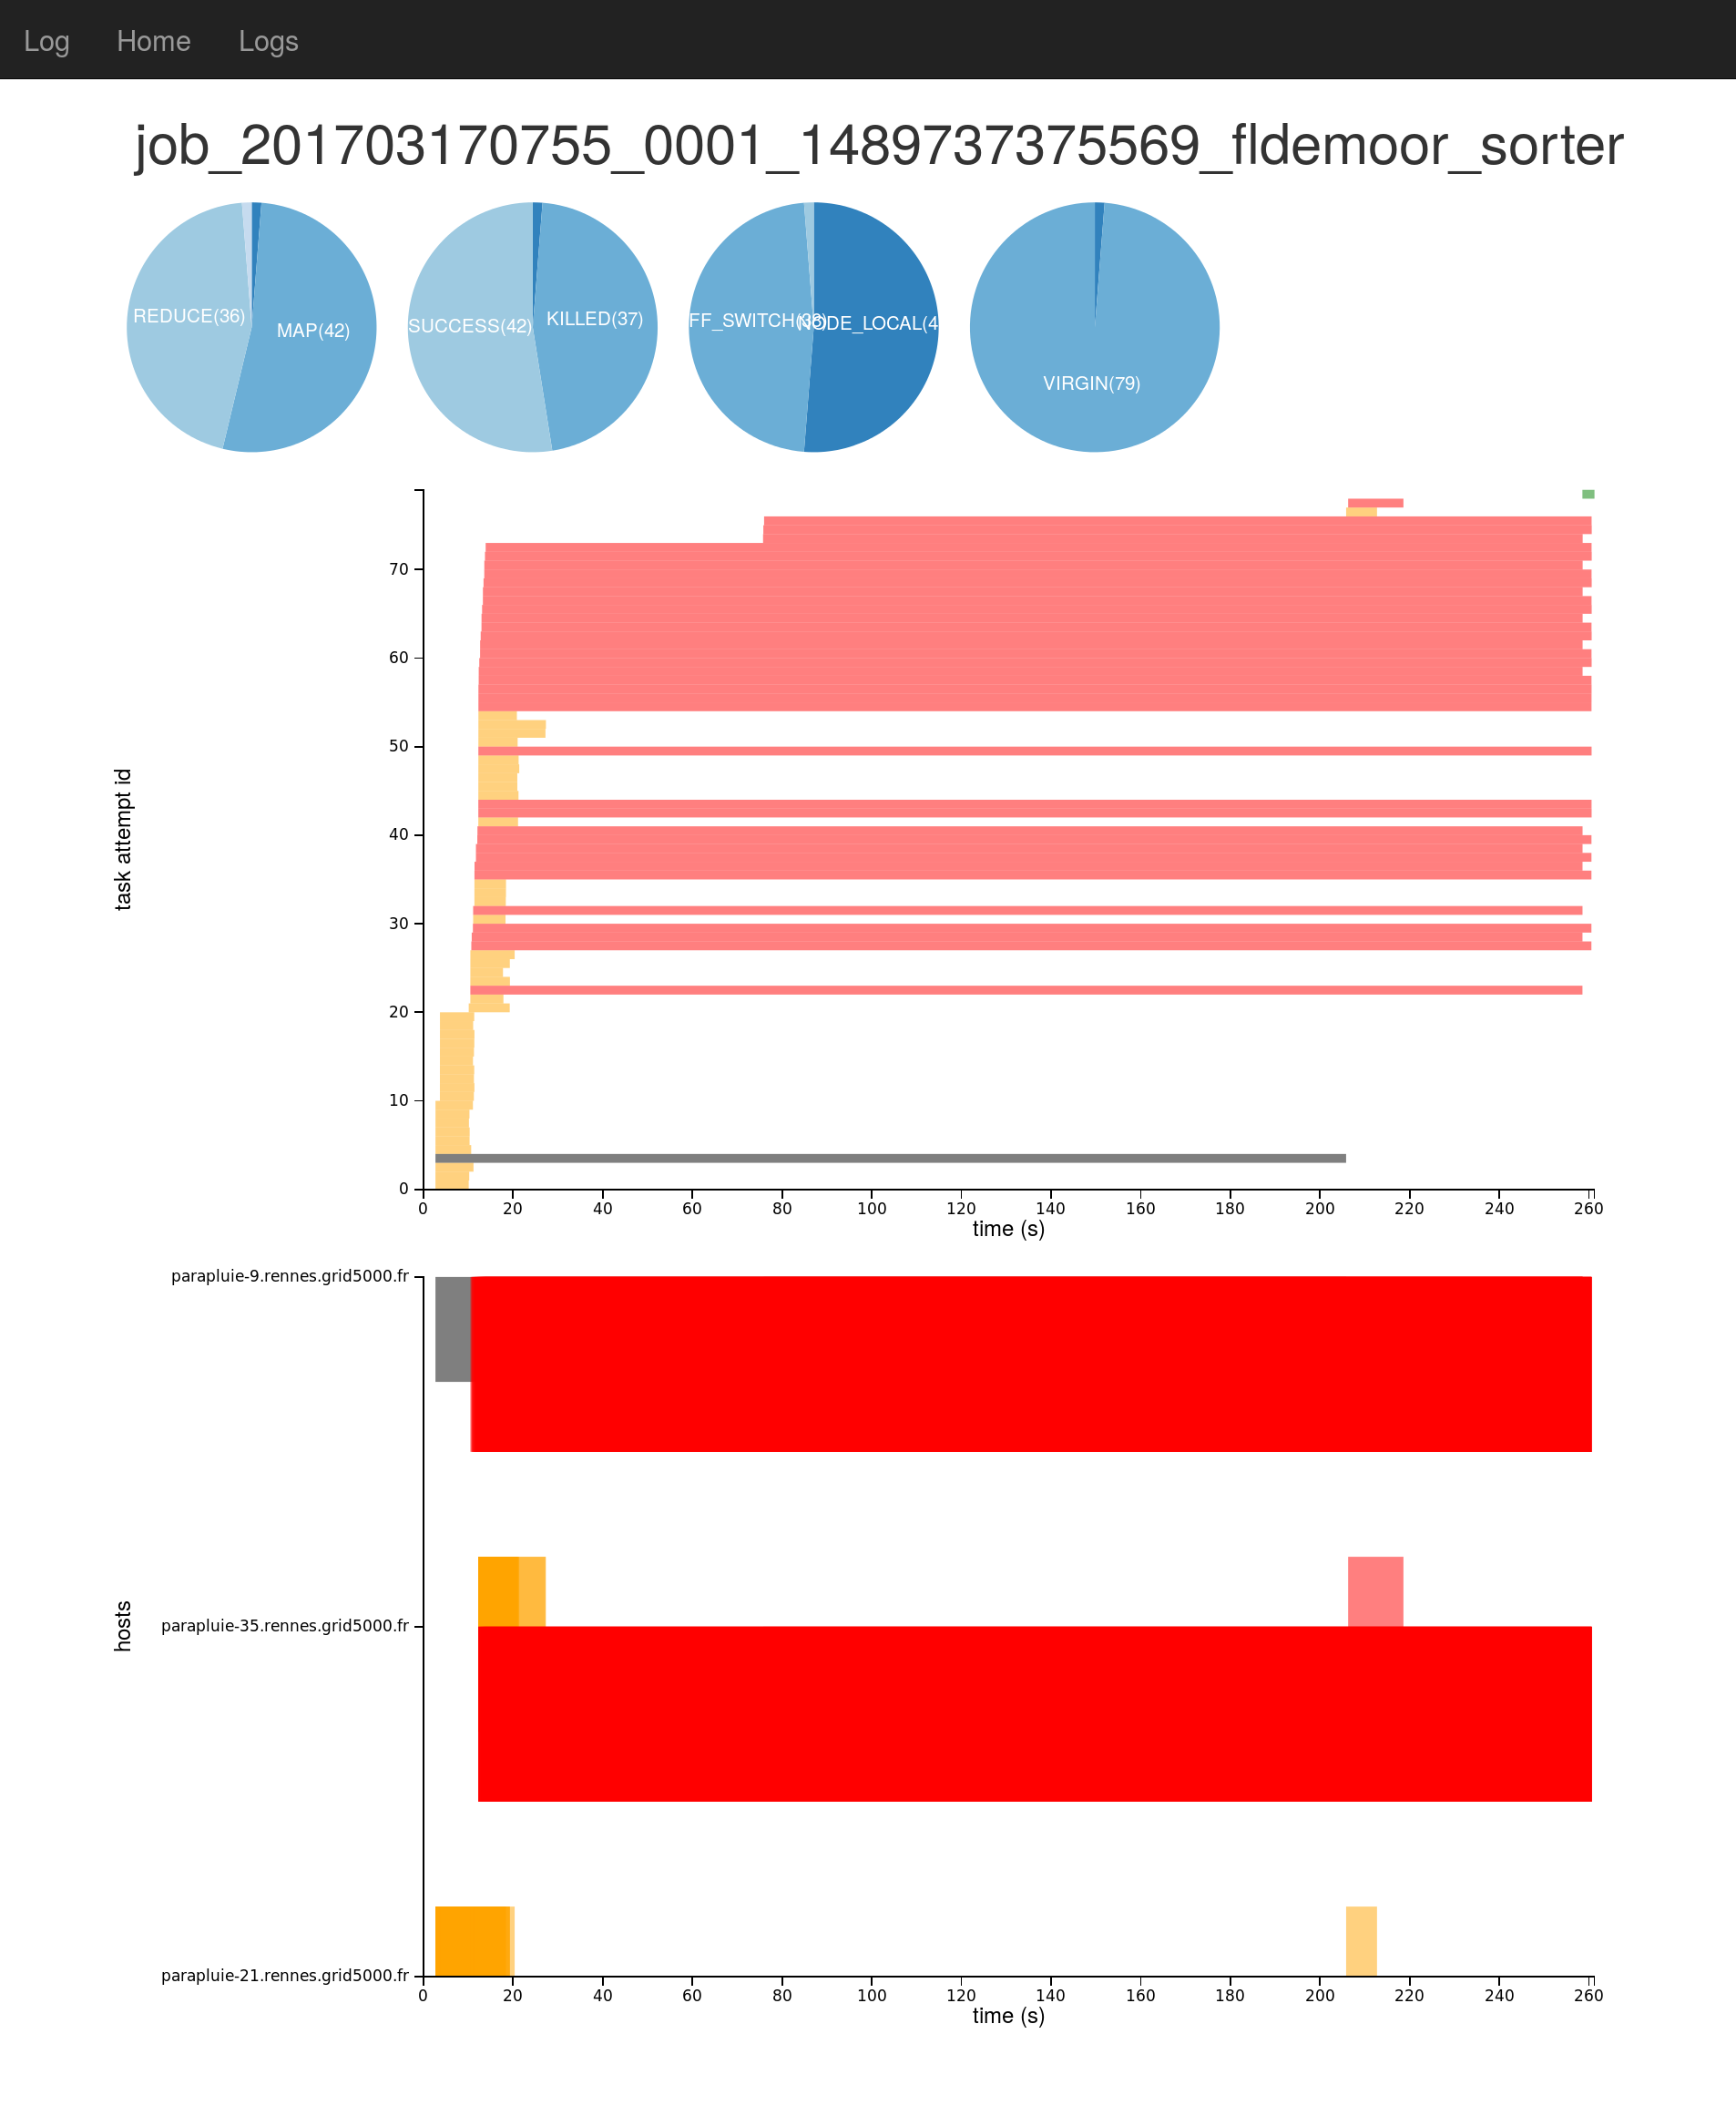 Log Home Logs
job_201703170755_0001_1489737375569_fldemoor_sorter
REDUCE(36) MAP(42) SUCCESS(42) KILLED(37) FF_SWITCH( NODE_LOCAL(4 VIRGIN(79)
70
60
50
40
30
20
10
0
task attempt id
0 20 40 60 80 100 120 140 160 180 200 220 240 260
time (s)
parapluie-9.rennes.grid5000.fr
parapluie-35.rennes.grid5000.fr
parapluie-21.rennes.grid5000.fr
hosts
0 20 40 60 80 100 120 140 160 180 200 220 240 260
time (s)